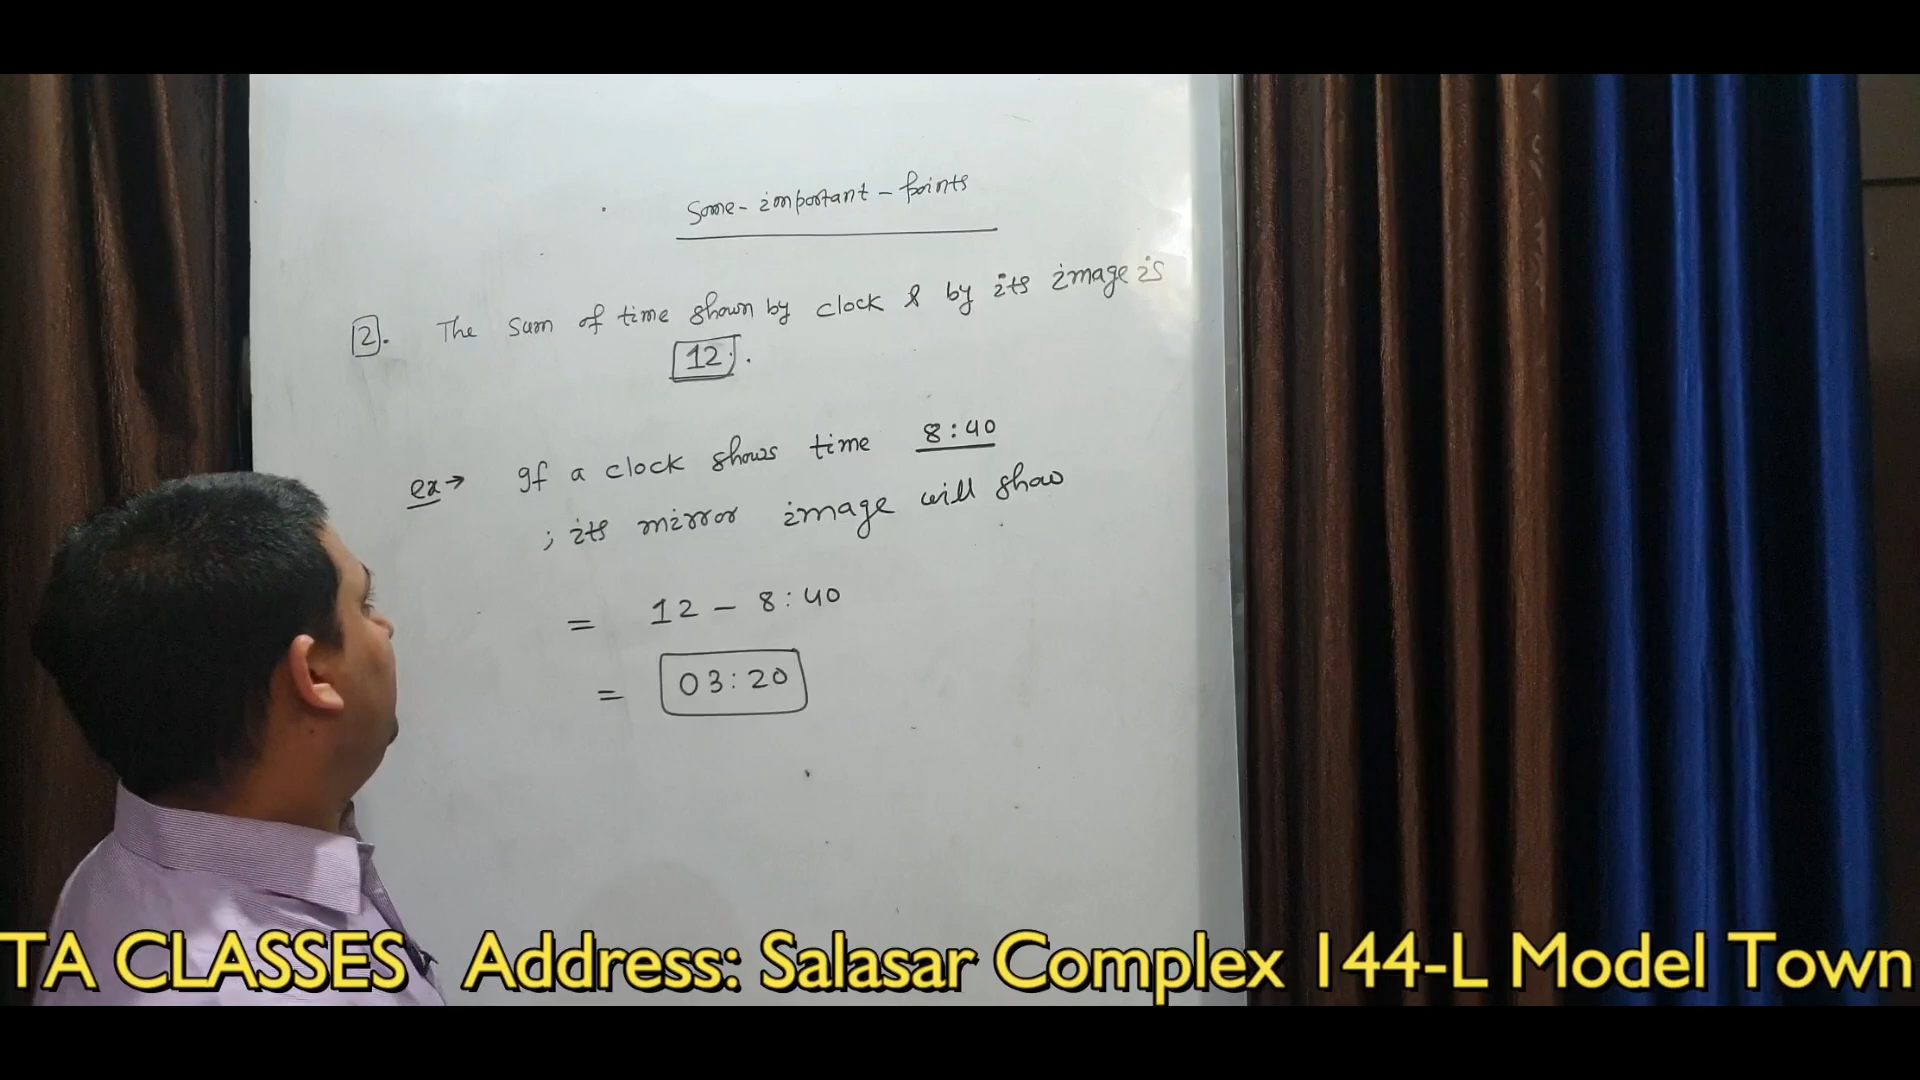 Some - important - points
2. The sum of time shown by clock & by its image is
12.
ex→ If a clock shows time 8:40
; its mirror image will show
= 12 - 8:40
= 03:20
TA CLASSES Address: Salasar Complex 144-L Model Town